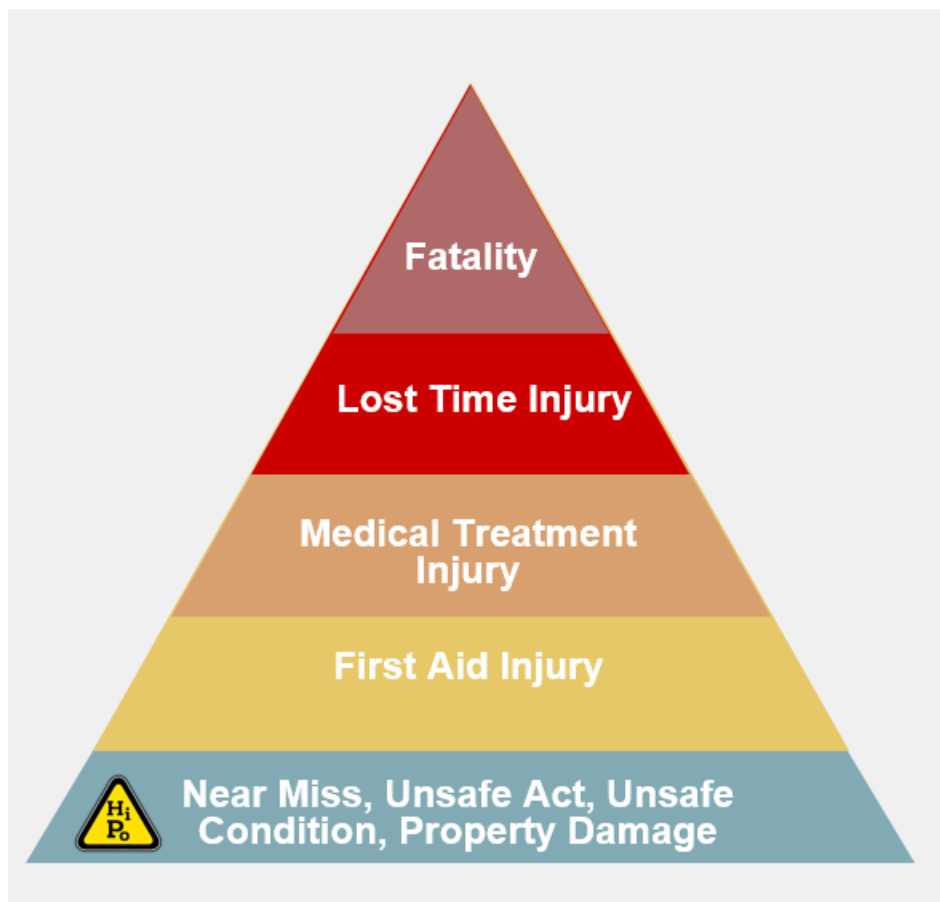 Fatality
Lost Time Injury
Medical Treatment
Injury
First Aid Injury
Hi
Po
Near Miss, Unsafe Act, Unsafe
Condition, Property Damage